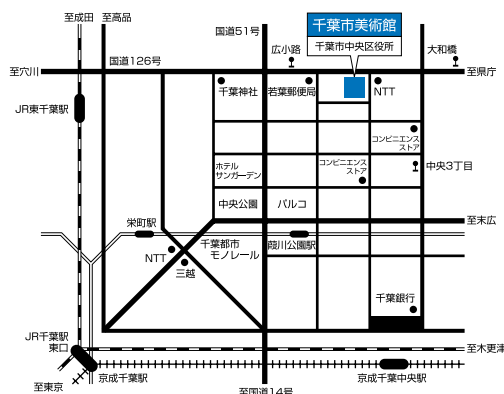 至成田
至高品
国道51号
千葉市美術館
千葉市中央区役所
国道126号
広小路
大和橋
至穴川
至県庁
千葉神社
若葉郵便局
NTT
JR東千葉駅
コンビニエンス
ストア
ホテル
サンガーデン
コンビニエンス
ストア
中央3丁目
中央公園
パルコ
栄町駅
至末広
千葉都市
モノレール
葭川公園駅
NTT
三越
千葉銀行
JR千葉駅
東口
至木更津
至東京
京成千葉駅
京成千葉中央駅
至国道14号